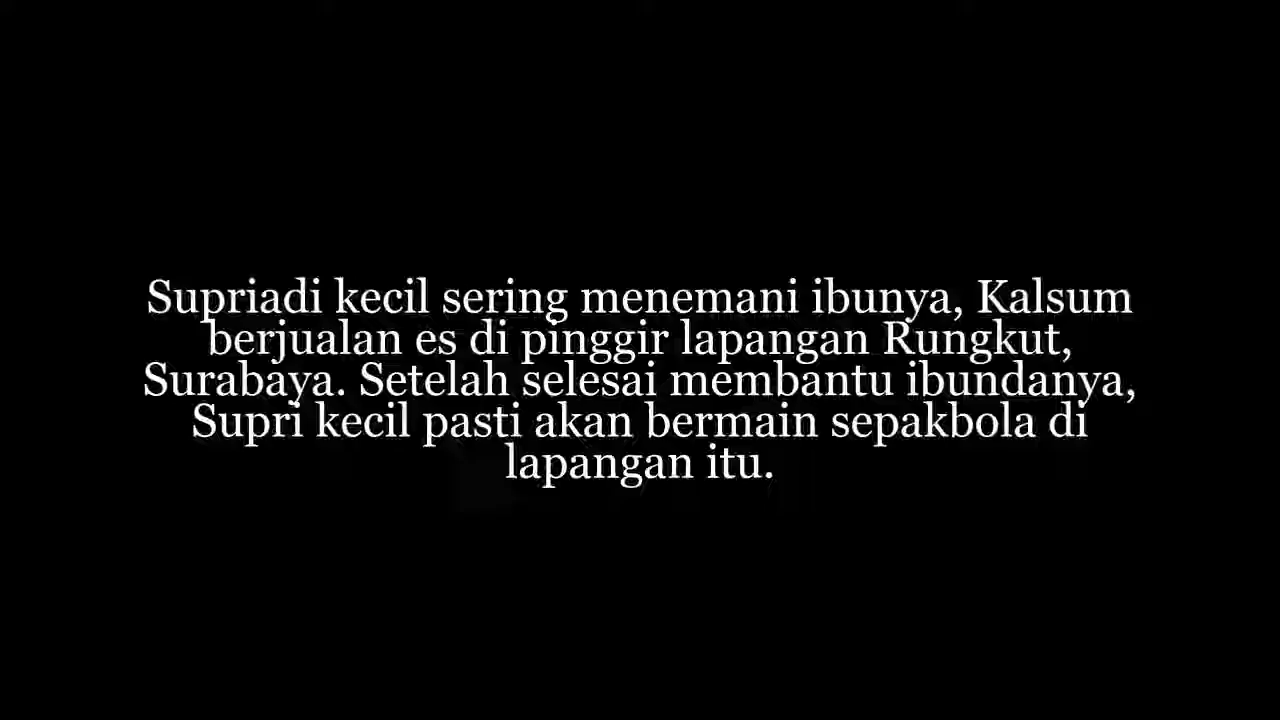 Supriadi kecil sering menemani ibunya, Kalsum
berjualan es di pinggir lapangan Rungkut,
Surabaya. Setelah selesai membantu ibundanya,
Supri kecil pasti akan bermain sepakbola di
lapangan itu.